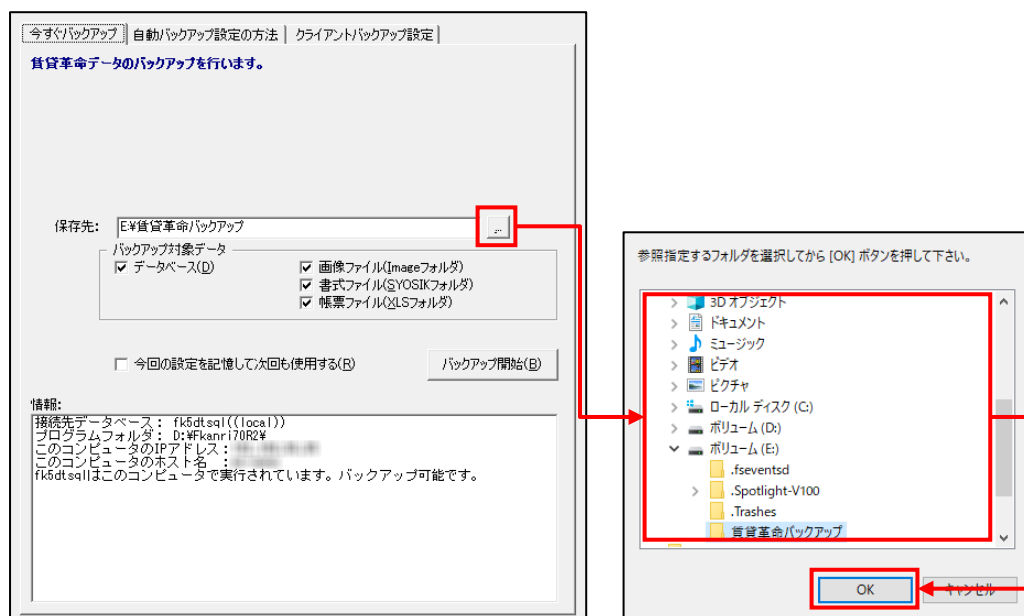 今すぐバックアップ 自動バックアップ設定の方法 クライアントバックアップ設定
賃貸革命データのバックアップを行います。
保存先: E:¥賃貸革命バックアップ ...
バックアップ対象データ
データベース(D) 画像ファイル(Imageフォルダ)
書式ファイル(SYOSIKフォルダ)
帳票ファイル(XLSフォルダ)
今回の設定を記憶して次回も使用する(R) バックアップ開始(B)
情報:
接続先データベース: fk5dtsql((local))
プログラムフォルダ: D:¥Fkanri70R2¥
このコンピュータのIPアドレス:
このコンピュータのホスト名 :
fk5dtsqlはこのコンピュータで実行されています。バックアップ可能です。
参照指定するフォルダを選択してから [OK] ボタンを押して下さい。
3D オブジェクト
ドキュメント
ミュージック
ビデオ
ピクチャ
ローカル ディスク (C:)
ボリューム (D:)
ボリューム (E:)
.fseventsd
.Spotlight-V100
.Trashes
賃貸革命バックアップ
OK キャンセル